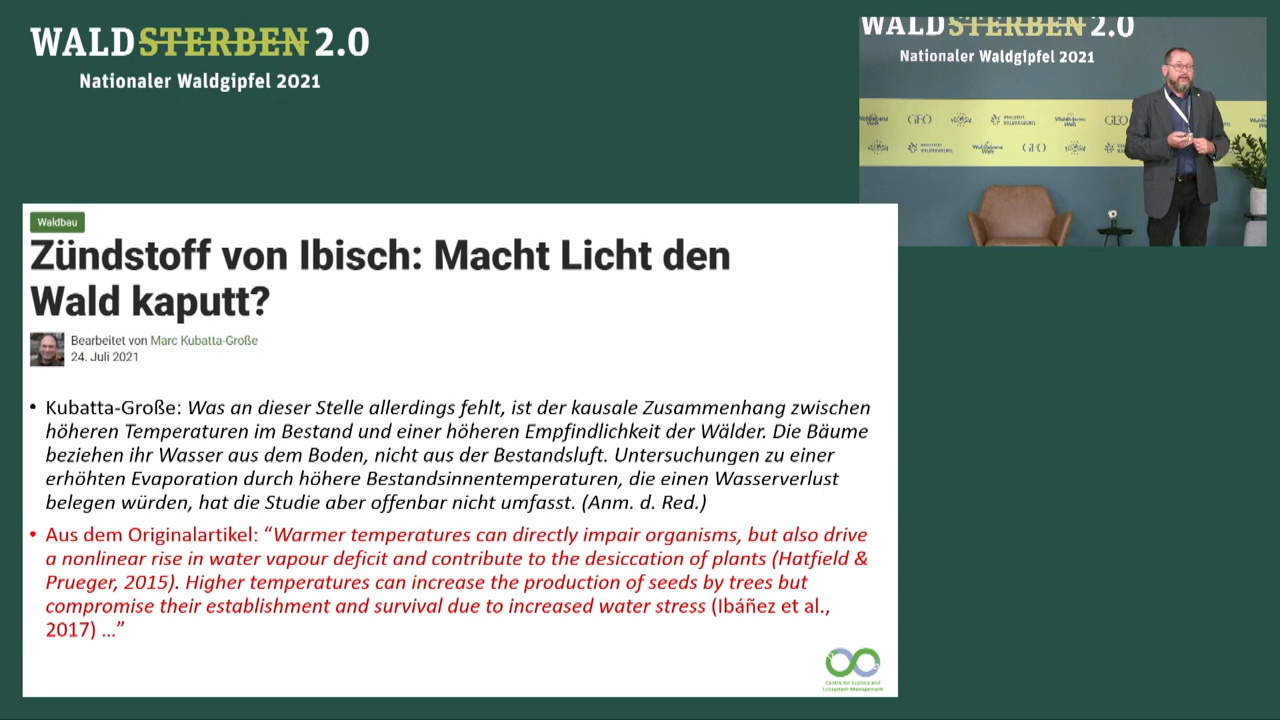 WALDSTERBEN 2.0
Nationaler Waldgipfel 2021
WALDSTERBEN 2.0
Nationaler Waldgipfel 2021
GEO
GEO
GEO
Waldbau
Zündstoff von Ibisch: Macht Licht den
Wald kaputt?
Bearbeitet von Marc Kubatta-Große
24. Juli 2021
• Kubatta-Große: Was an dieser Stelle allerdings fehlt, ist der kausale Zusammenhang zwischen
höheren Temperaturen im Bestand und einer höheren Empfindlichkeit der Wälder. Die Bäume
beziehen ihr Wasser aus dem Boden, nicht aus der Bestandsluft. Untersuchungen zu einer
erhöhten Evaporation durch höhere Bestandsinnentemperaturen, die einen Wasserverlust
belegen würden, hat die Studie aber offenbar nicht umfasst. (Anm. d. Red.)
• Aus dem Originalartikel: “Warmer temperatures can directly impair organisms, but also drive
a nonlinear rise in water vapour deficit and contribute to the desiccation of plants (Hatfield &
Prueger, 2015). Higher temperatures can increase the production of seeds by trees but
compromise their establishment and survival due to increased water stress (Ibáñez et al.,
2017) …”
Centre for Econics and
Ecosystem Management